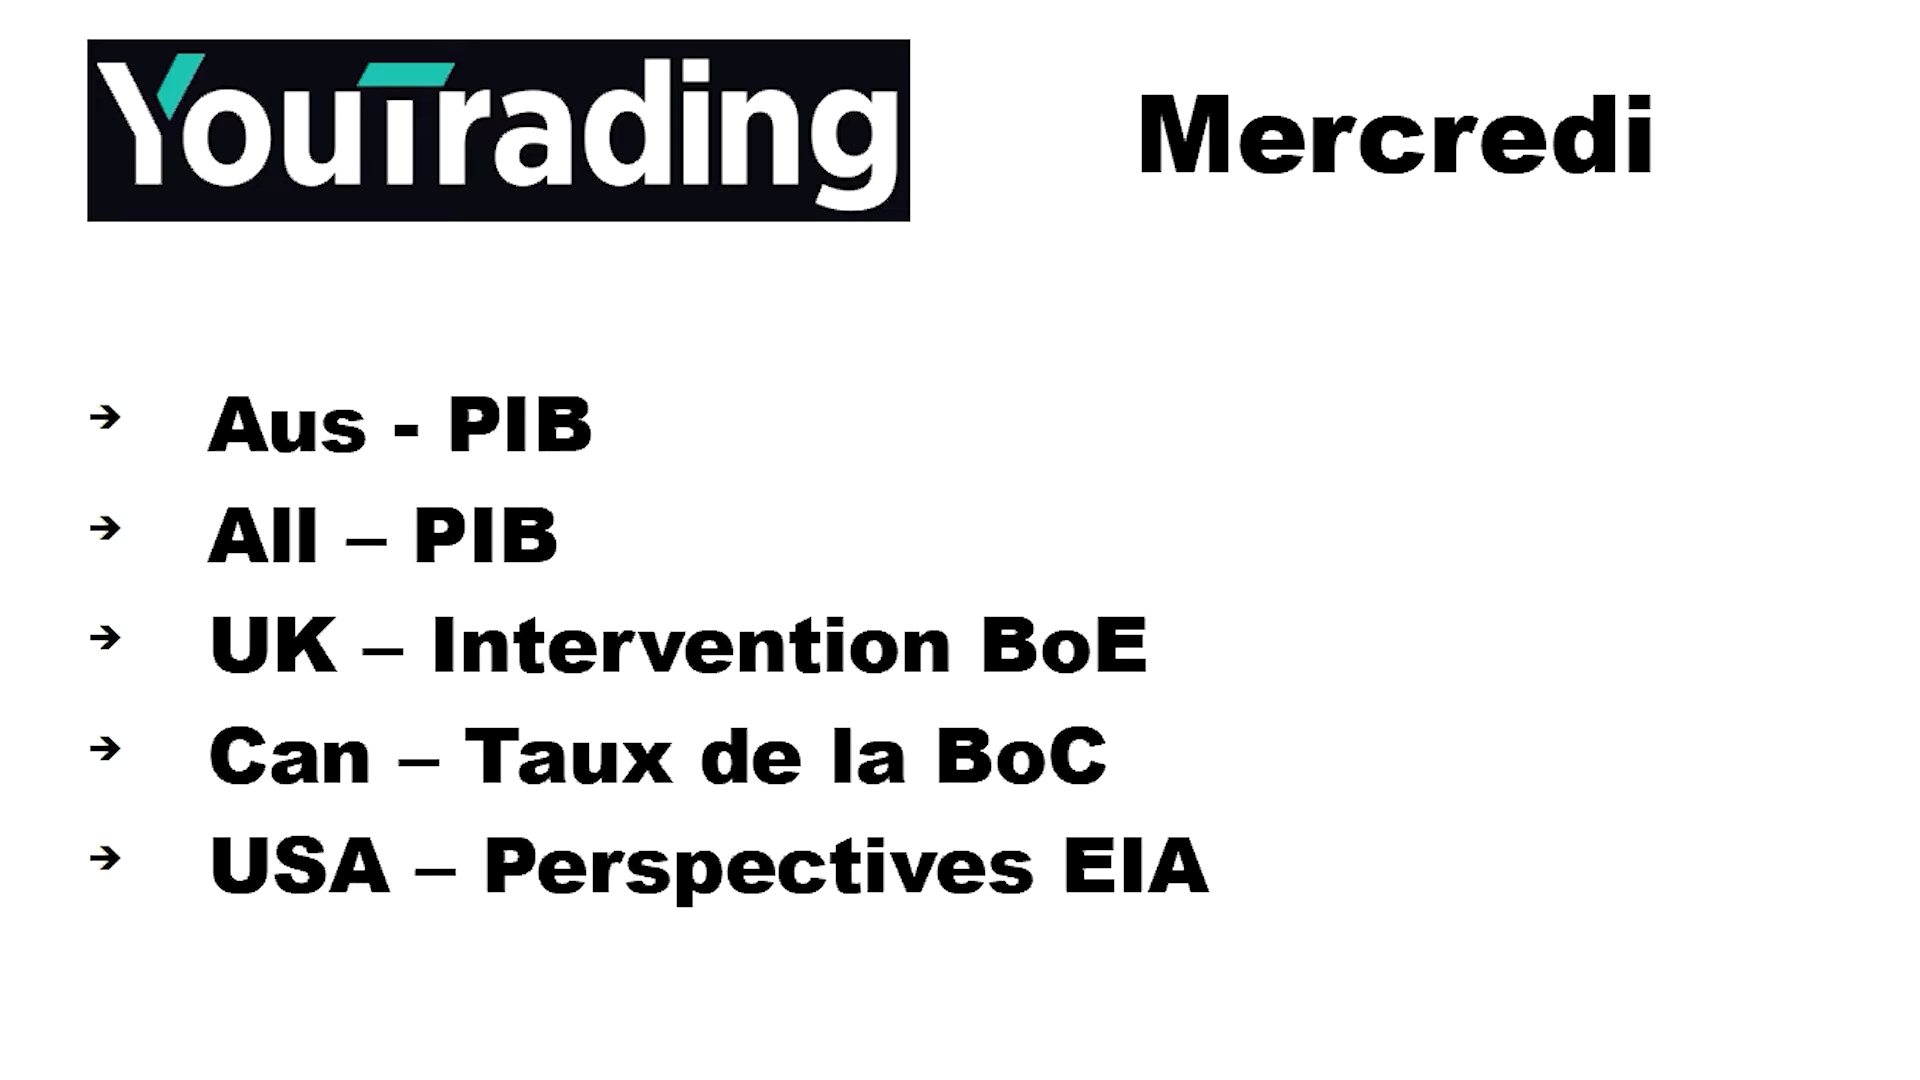 YouTrading
Mercredi
➔ Aus - PIB
➔ All – PIB
➔ UK – Intervention BoE
➔ Can – Taux de la BoC
➔ USA – Perspectives EIA